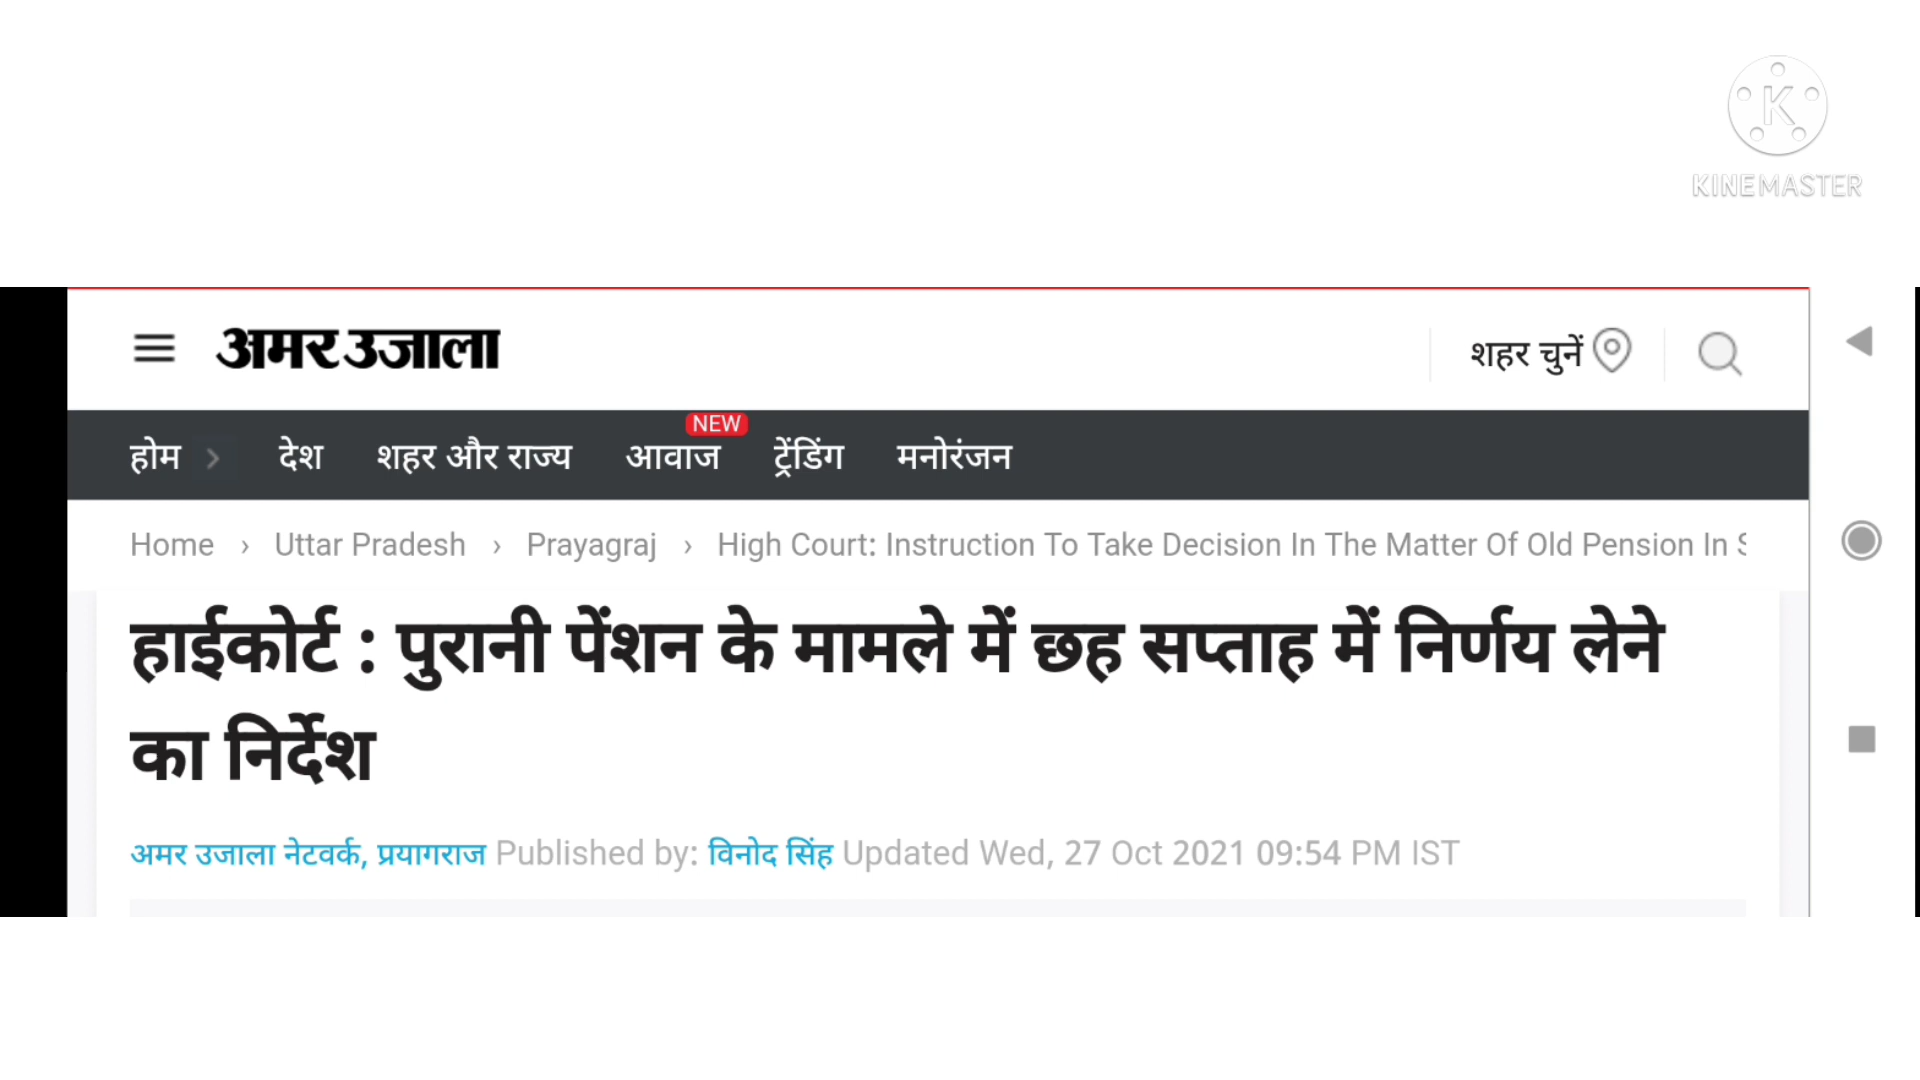 K
KINEMASTER
अमर उजाला
शहर चुनें
NEW
होम › देश शहर और राज्य आवाज ट्रेंडिंग मनोरंजन
Home › Uttar Pradesh › Prayagraj › High Court: Instruction To Take Decision In The Matter Of Old Pension In
हाईकोर्ट : पुरानी पेंशन के मामले में छह सप्ताह में निर्णय लेने
का निर्देश
अमर उजाला नेटवर्क, प्रयागराज Published by: विनोद सिंह Updated Wed, 27 Oct 2021 09:54 PM IST